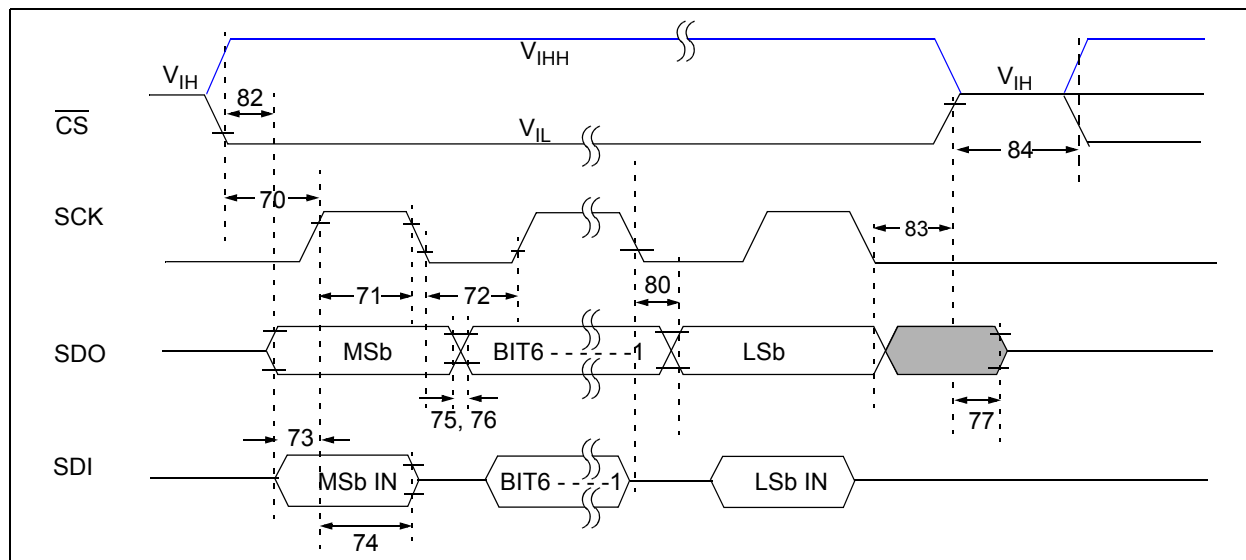 V_IHH
V_IH
V_IH
82
C̅S̅
V_IL
84
70
SCK
83
80
71
72
SDO
MSb
BIT6 - - - - - -1
LSb
75, 76
77
73
SDI
MSb IN
BIT6 - - - - -1
LSb IN
74